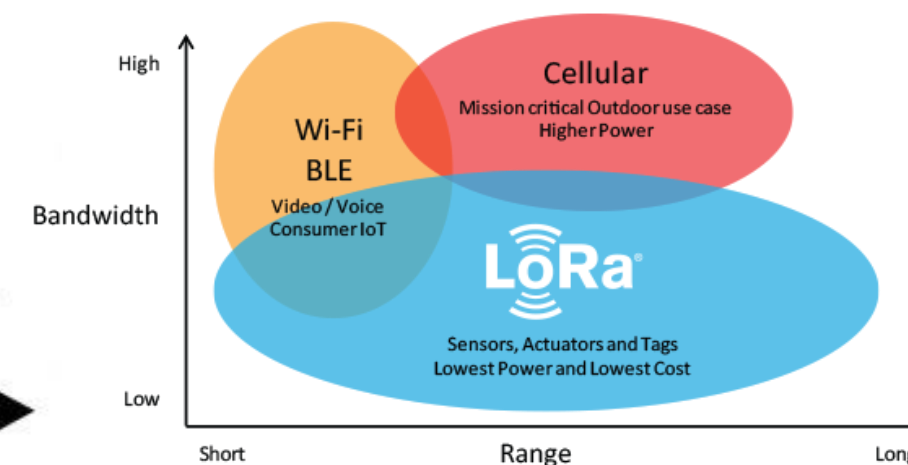 High
Cellular
Mission critical Outdoor use case
Higher Power
Wi-Fi
BLE
Video / Voice
Consumer IoT
Bandwidth
LoRa®
Sensors, Actuators and Tags
Lowest Power and Lowest Cost
Low
Short
Range
Long